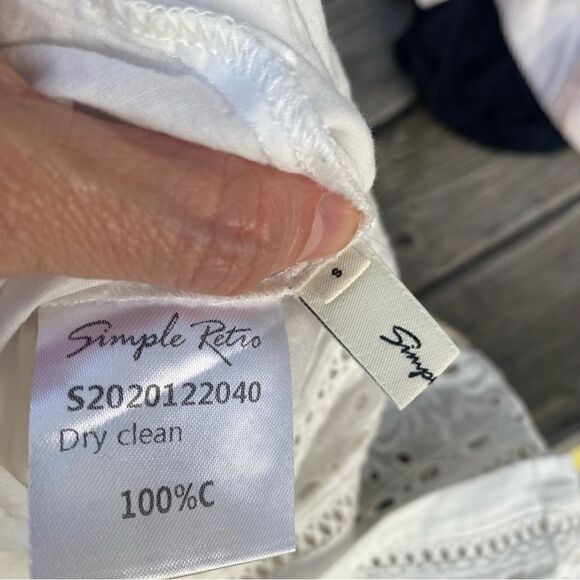 Simple Retro
S2020122040
Dry clean
100%C
S
Simp